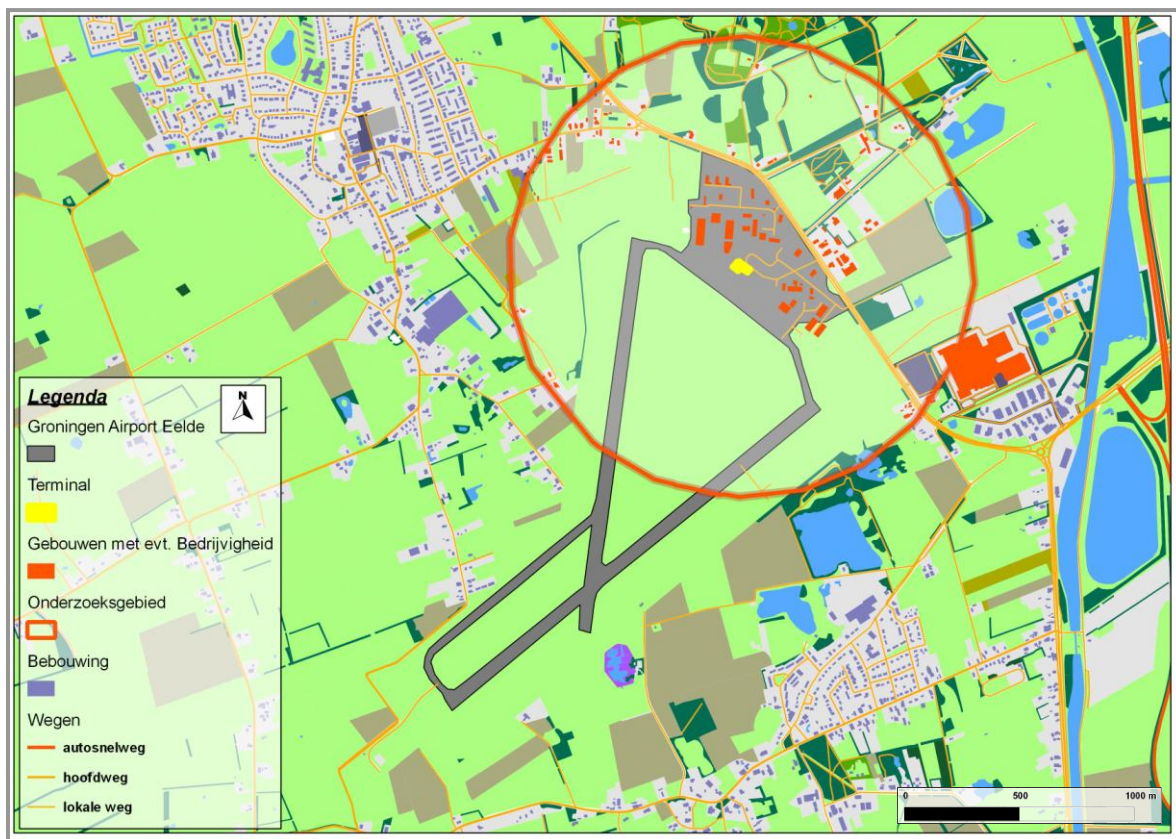 Legenda
N
Groningen Airport Eelde
Terminal
Gebouwen met evt. Bedrijvigheid
Onderzoeksgebied
Bebouwing
Wegen
autosnelweg
hoofdweg
lokale weg
0 500 1000 m